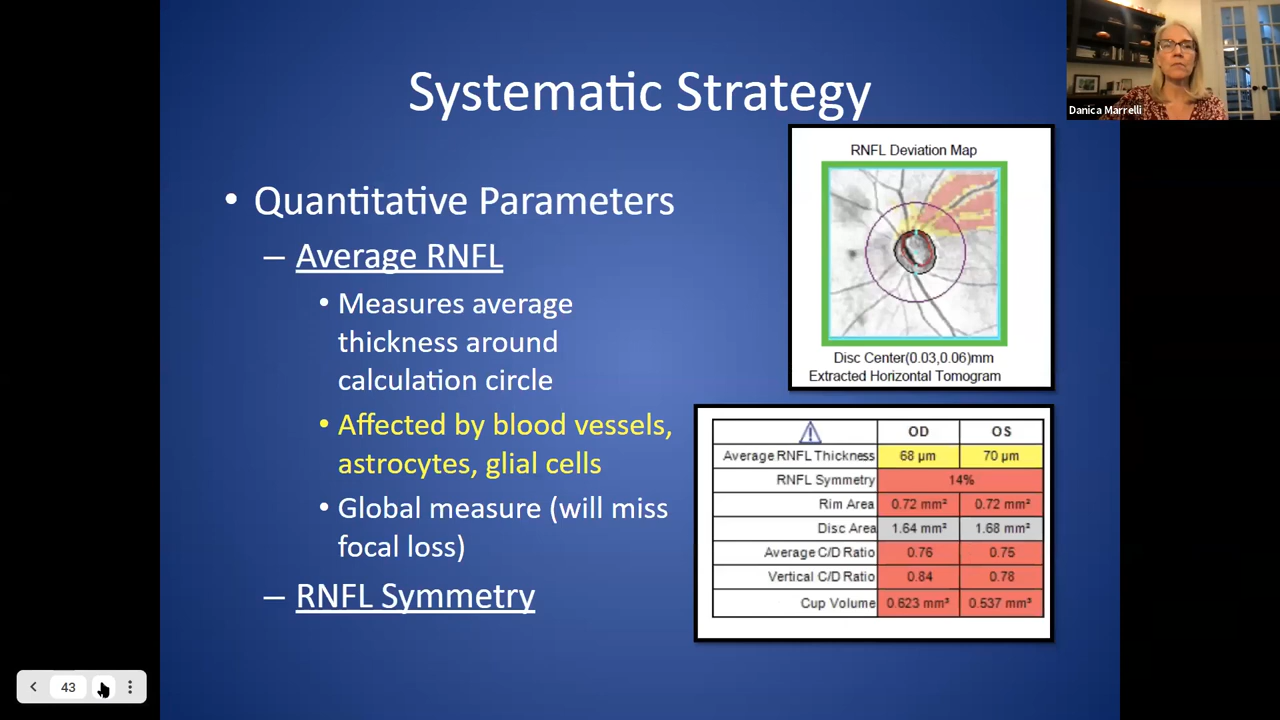 Systematic Strategy
Danica Marrelli
• Quantitative Parameters
– Average RNFL
• Measures average
thickness around
calculation circle
• Affected by blood vessels,
astrocytes, glial cells
• Global measure (will miss
focal loss)
– RNFL Symmetry
RNFL Deviation Map
Disc Center(0.03,0.06)mm
Extracted Horizontal Tomogram
OD OS
Average RNFL Thickness 68 µm 70 µm
RNFL Symmetry 14%
Rim Area 0.72 mm² 0.72 mm²
Disc Area 1.64 mm² 1.68 mm²
Average C/D Ratio 0.76 0.75
Vertical C/D Ratio 0.84 0.78
Cup Volume 0.623 mm³ 0.537 mm³
43